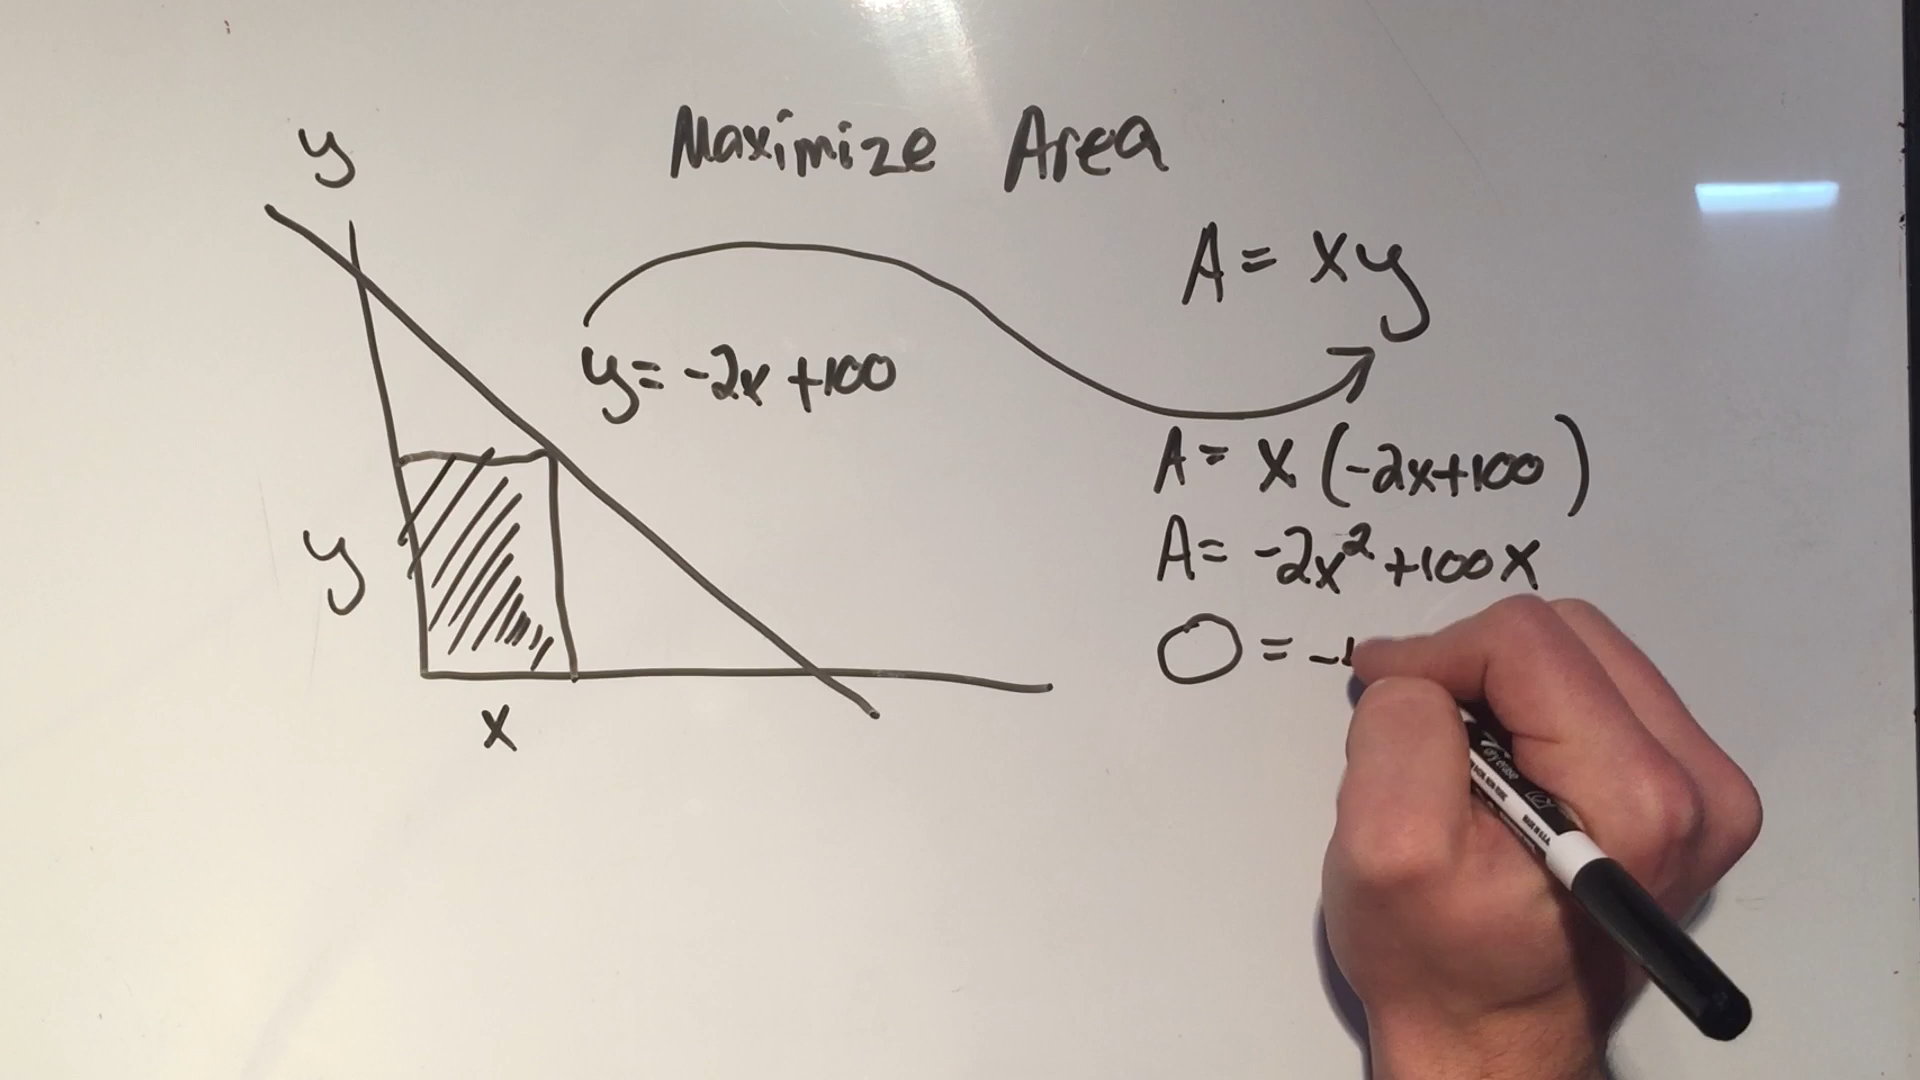 Maximize Area
y
A = xy
y = -2x +100
A = x (-2x+100)
A = -2x² +100x
y
0 = -
x